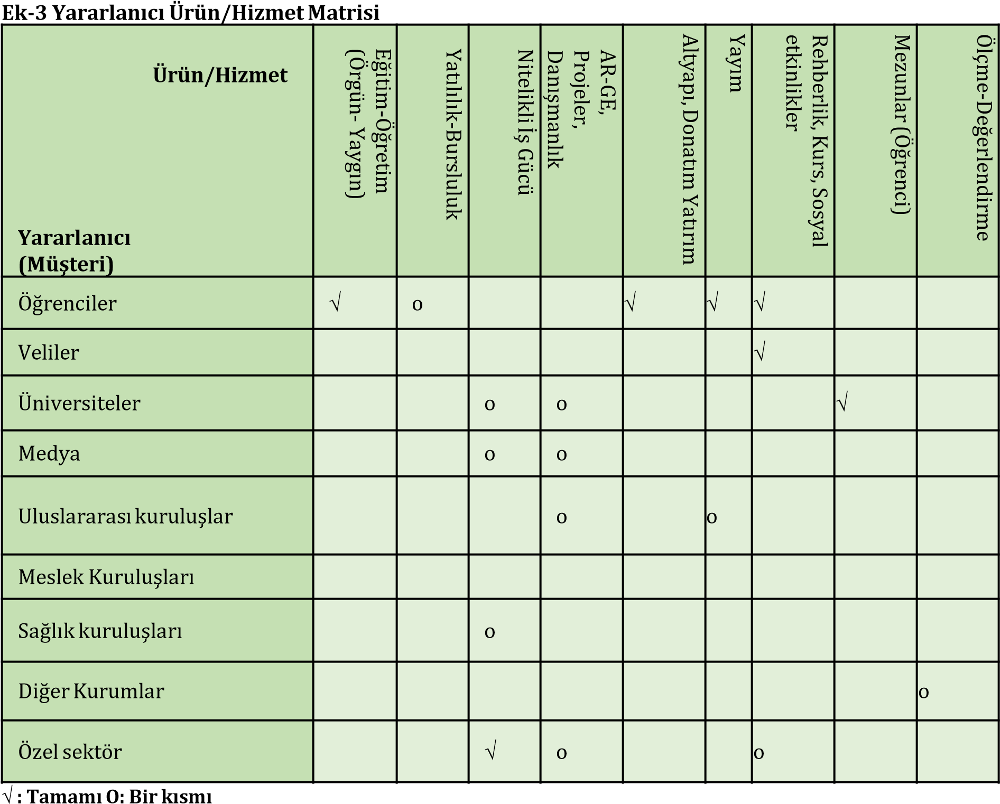 Ek-3 Yararlanıcı Ürün/Hizmet Matrisi
Ürün/Hizmet
Yararlanıcı
(Müşteri)
Eğitim-Öğretim
(Örgün- Yaygın)
Yatılılık-Bursluluk
Nitelikli İş Gücü
AR-GE,
Projeler,
Danışmanlık
Altyapı, Donatım Yatırım
Yayım
Rehberlik, Kurs, Sosyal
etkinlikler
Mezunlar (Öğrenci)
Ölçme-Değerlendirme
Öğrenciler √ o √ √ √
Veliler √
Üniversiteler o o √
Medya o o
Uluslararası kuruluşlar o o
Meslek Kuruluşları
Sağlık kuruluşları o
Diğer Kurumlar o
Özel sektör √ o o
√ : Tamamı O: Bir kısmı